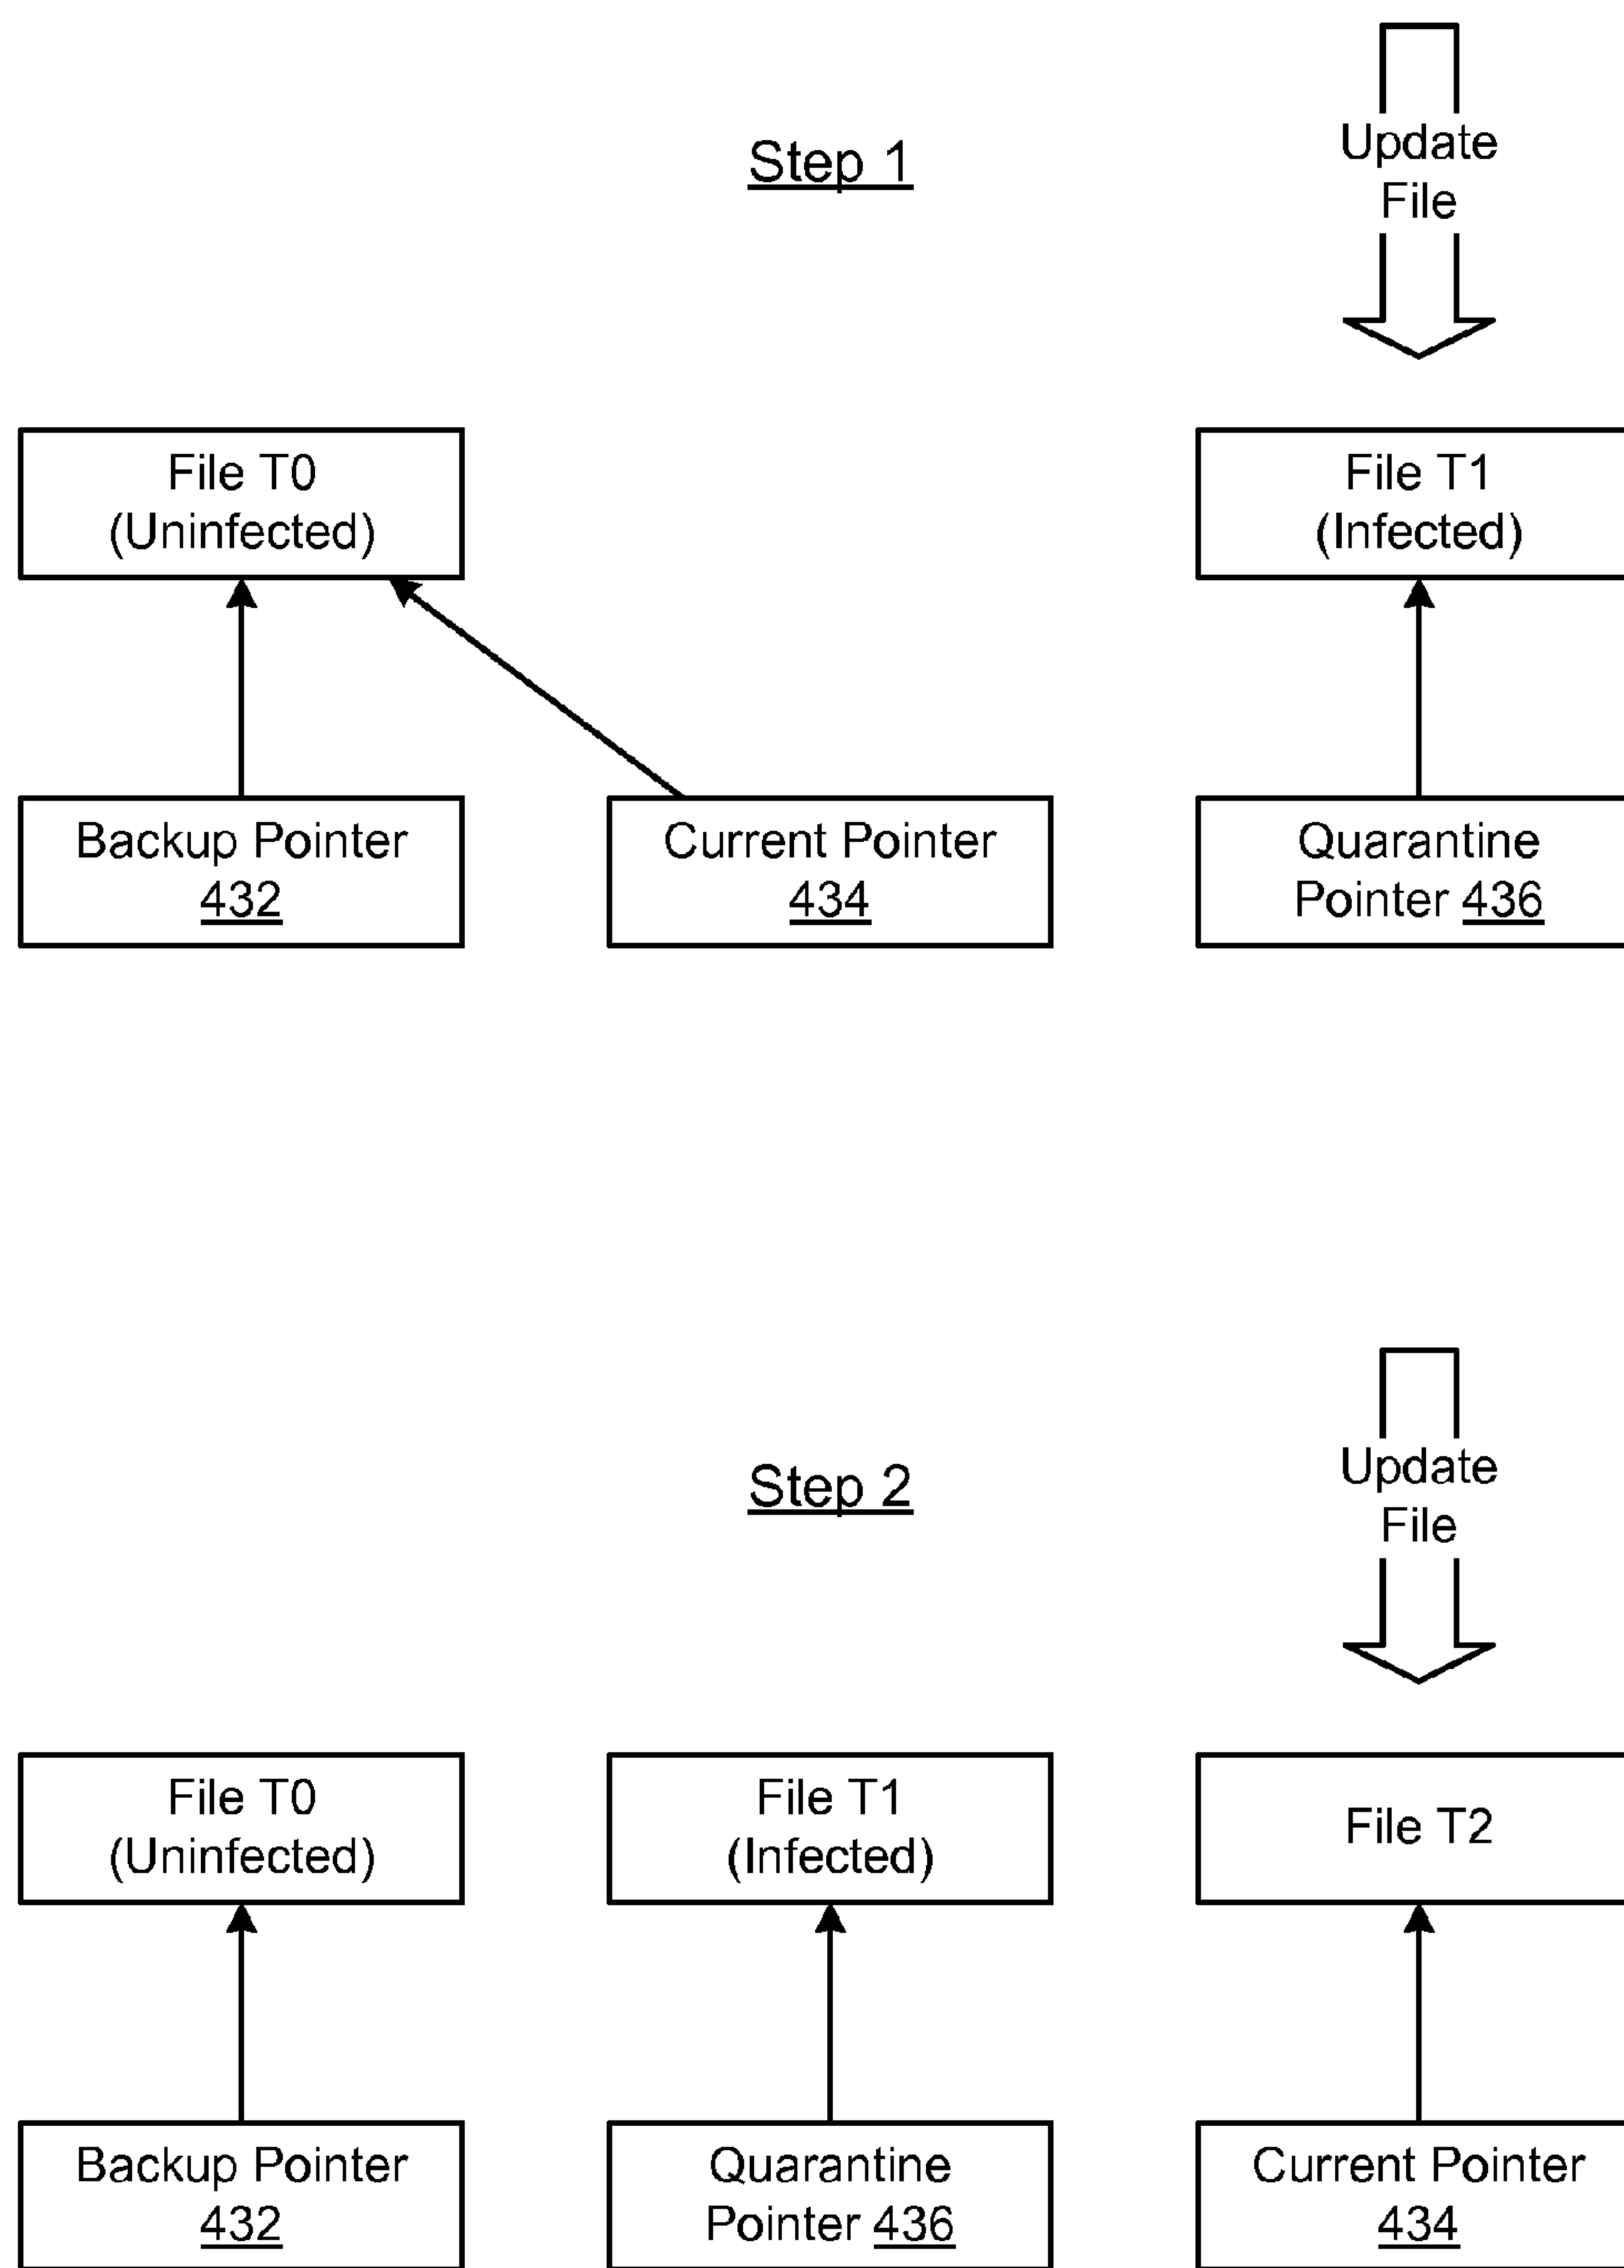 Step 1
Update
File
File T0
(Uninfected)
File T1
(Infected)
Backup Pointer
432
Current Pointer
434
Quarantine
Pointer 436
Step 2
Update
File
File T0
(Uninfected)
File T1
(Infected)
File T2
Backup Pointer
432
Quarantine
Pointer 436
Current Pointer
434